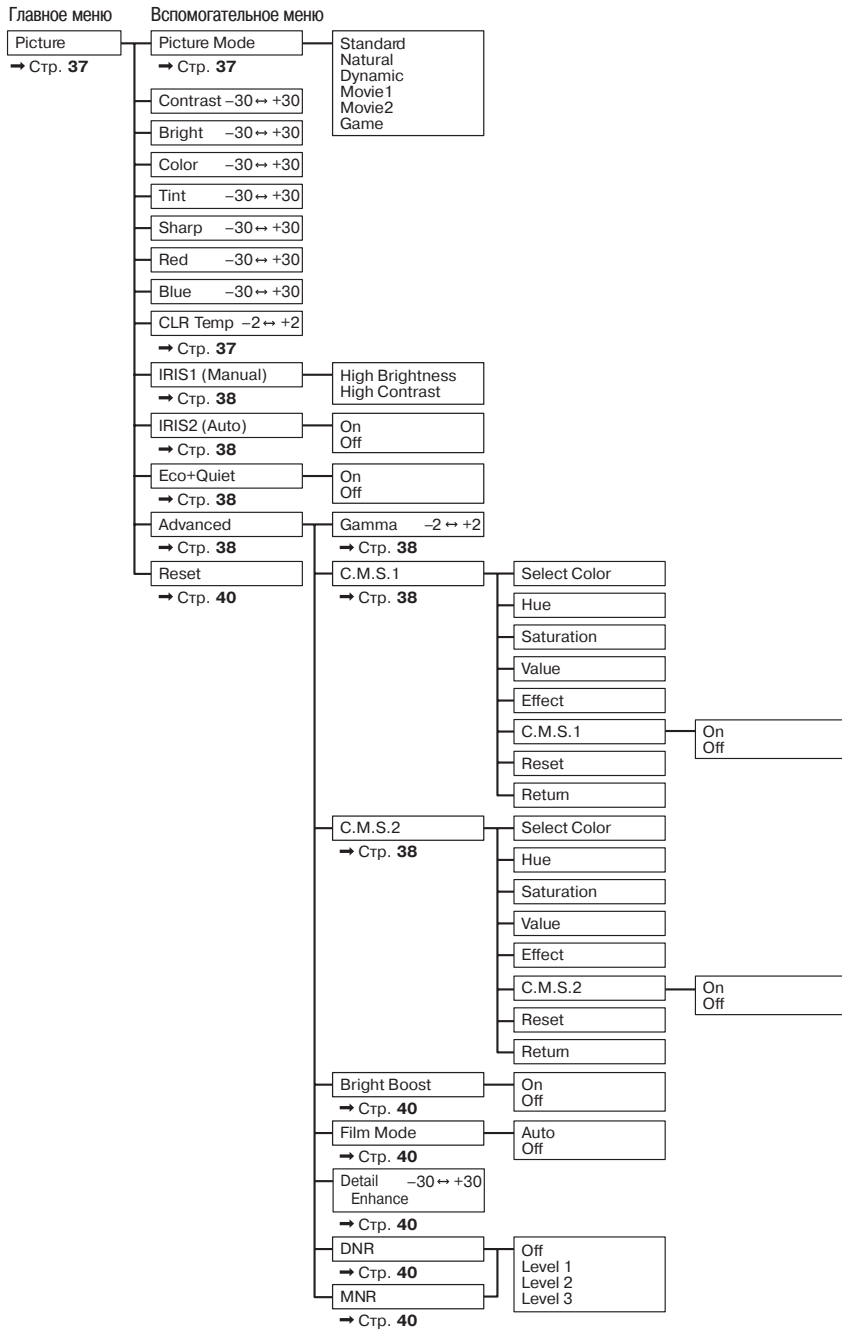 Главное меню
Вспомогательное меню
Picture
→ Стр. 37
Picture Mode
→ Стр. 37
Standard
Natural
Dynamic
Movie1
Movie2
Game
Contrast –30 ↔ +30
Bright –30 ↔ +30
Color –30 ↔ +30
Tint –30 ↔ +30
Sharp –30 ↔ +30
Red –30 ↔ +30
Blue –30 ↔ +30
CLR Temp –2 ↔ +2
→ Стр. 37
IRIS1 (Manual)
→ Стр. 38
High Brightness
High Contrast
IRIS2 (Auto)
→ Стр. 38
On
Off
Eco+Quiet
→ Стр. 38
On
Off
Advanced
→ Стр. 38
Reset
→ Стр. 40
Gamma –2 ↔ +2
→ Стр. 38
C.M.S.1
→ Стр. 38
Select Color
Hue
Saturation
Value
Effect
C.M.S.1
On
Off
Reset
Return
C.M.S.2
→ Стр. 38
Select Color
Hue
Saturation
Value
Effect
C.M.S.2
On
Off
Reset
Return
Bright Boost
→ Стр. 40
On
Off
Film Mode
→ Стр. 40
Auto
Off
Detail –30 ↔ +30
Enhance
→ Стр. 40
DNR
→ Стр. 40
MNR
→ Стр. 40
Off
Level 1
Level 2
Level 3